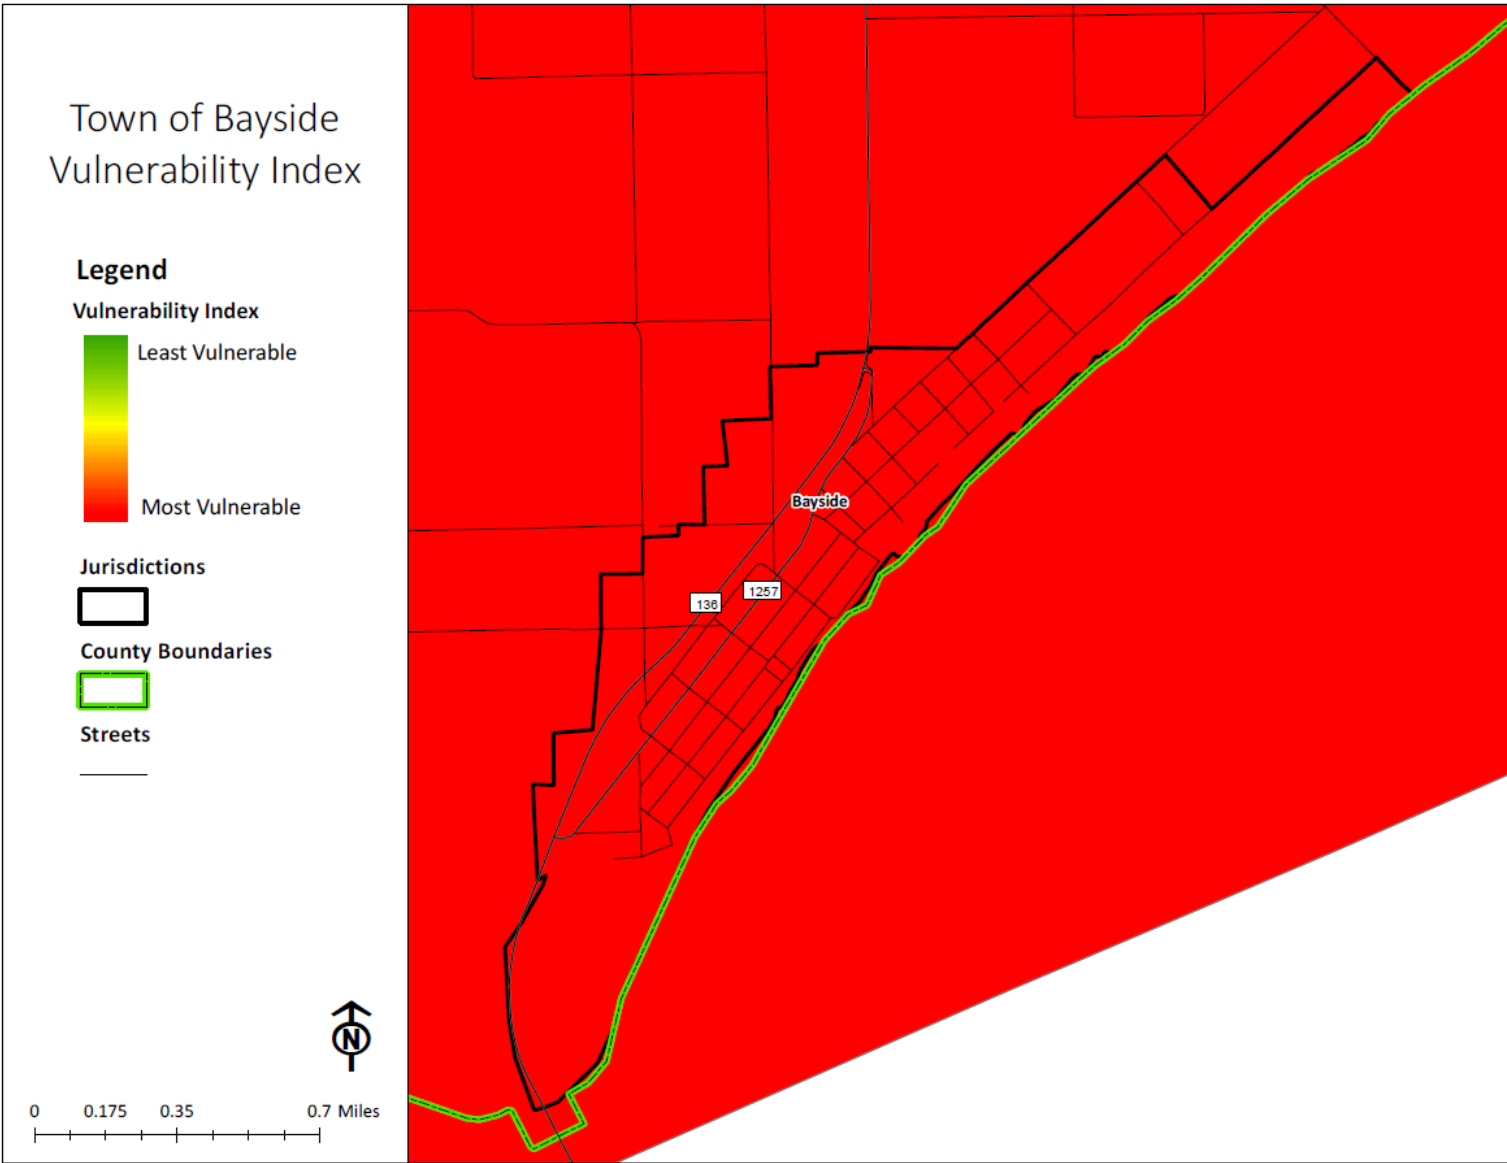 Town of Bayside
Vulnerability Index
Legend
Vulnerability Index
Least Vulnerable
Most Vulnerable
Jurisdictions
County Boundaries
Streets
N
0 0.175 0.35 0.7 Miles
Bayside
136
1257